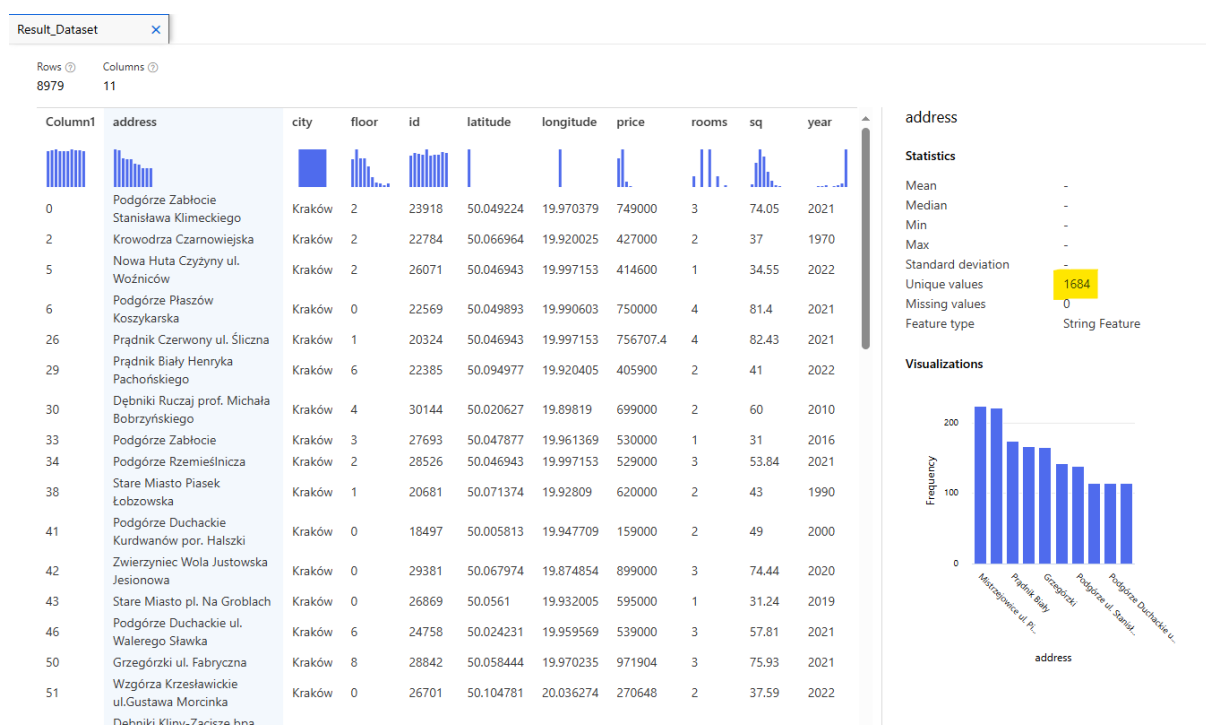 Result_Dataset ×
Rows Columns
8979 11
Column1 address city floor id latitude longitude price rooms sq year
0 Podgórze Zabłocie Stanisława Klimeckiego Kraków 2 23918 50.049224 19.970379 749000 3 74.05 2021
2 Krowodrza Czarnowiejska Kraków 2 22784 50.066964 19.920025 427000 2 37 1970
5 Nowa Huta Czyżyny ul. Woźniców Kraków 2 26071 50.046943 19.997153 414600 1 34.55 2022
6 Podgórze Płaszów Koszykarska Kraków 0 22569 50.049893 19.990603 750000 4 81.4 2021
26 Prądnik Czerwony ul. Śliczna Kraków 1 20324 50.046943 19.997153 756707.4 4 82.43 2021
29 Prądnik Biały Henryka Pachońskiego Kraków 6 22385 50.094977 19.920405 405900 2 41 2022
30 Dębniki Ruczaj prof. Michała Bobrzyńskiego Kraków 4 30144 50.020627 19.89819 699000 2 60 2010
33 Podgórze Zabłocie Kraków 3 27693 50.047877 19.961369 530000 1 31 2016
34 Podgórze Rzemieślnicza Kraków 2 28526 50.046943 19.997153 529000 3 53.84 2021
38 Stare Miasto Piasek Łobzowska Kraków 1 20681 50.071374 19.92809 620000 2 43 1990
41 Podgórze Duchackie Kurdwanów por. Halszki Kraków 0 18497 50.005813 19.947709 159000 2 49 2000
42 Zwierzyniec Wola Justowska Jesionowa Kraków 0 29381 50.067974 19.874854 899000 3 74.44 2020
43 Stare Miasto pl. Na Groblach Kraków 0 26869 50.0561 19.932005 595000 1 31.24 2019
46 Podgórze Duchackie ul. Walerego Sławka Kraków 6 24758 50.024231 19.959569 539000 3 57.81 2021
50 Grzegórzki ul. Fabryczna Kraków 8 28842 50.058444 19.970235 971904 3 75.93 2021
51 Wzgórza Krzesławickie ul.Gustawa Morcinka Kraków 0 26701 50.104781 20.036274 270648 2 37.59 2022
Dębniki Kliny-Zacisze bpa
address
Statistics
Mean -
Median -
Min -
Max -
Standard deviation -
Unique values 1684
Missing values 0
Feature type String Feature
Visualizations
200
100
0
Frequency
Mistrzejowice ul. Pi...
Prądnik Biały
Grzegórzki
Podgórze ul. Stanisł...
Podgórze Duchackie u...
address